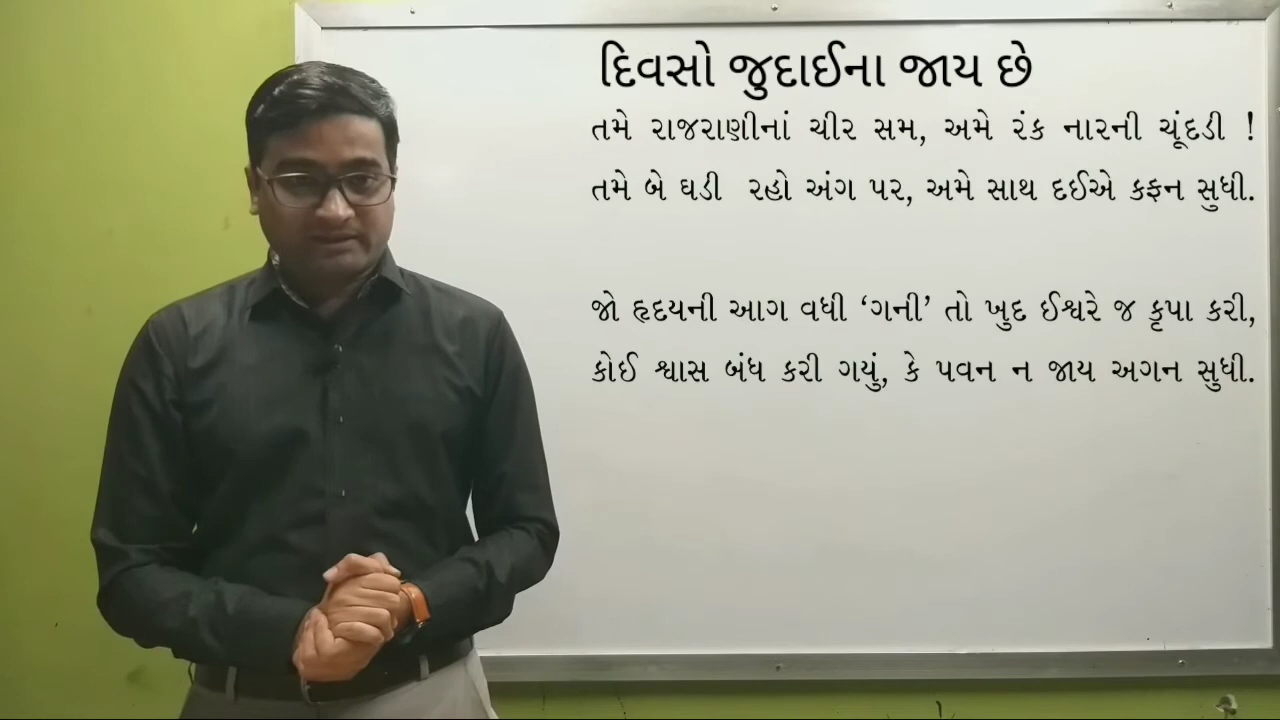 દિવસો જુદાઈના જાય છે
તમે રાજરાણીનાં ચીર સમ, અમે રંક નારની ચૂંદડી !
તમે બે ઘડી રહો અંગ પર, અમે સાથ દઈએ કફન સુધી.
જો હૃદયની આગ વધી ‘ગની’ તો ખુદ ઈશ્વરે જ કૃપા કરી,
કોઈ શ્વાસ બંધ કરી ગયું, કે પવન ન જાય અગન સુધી.